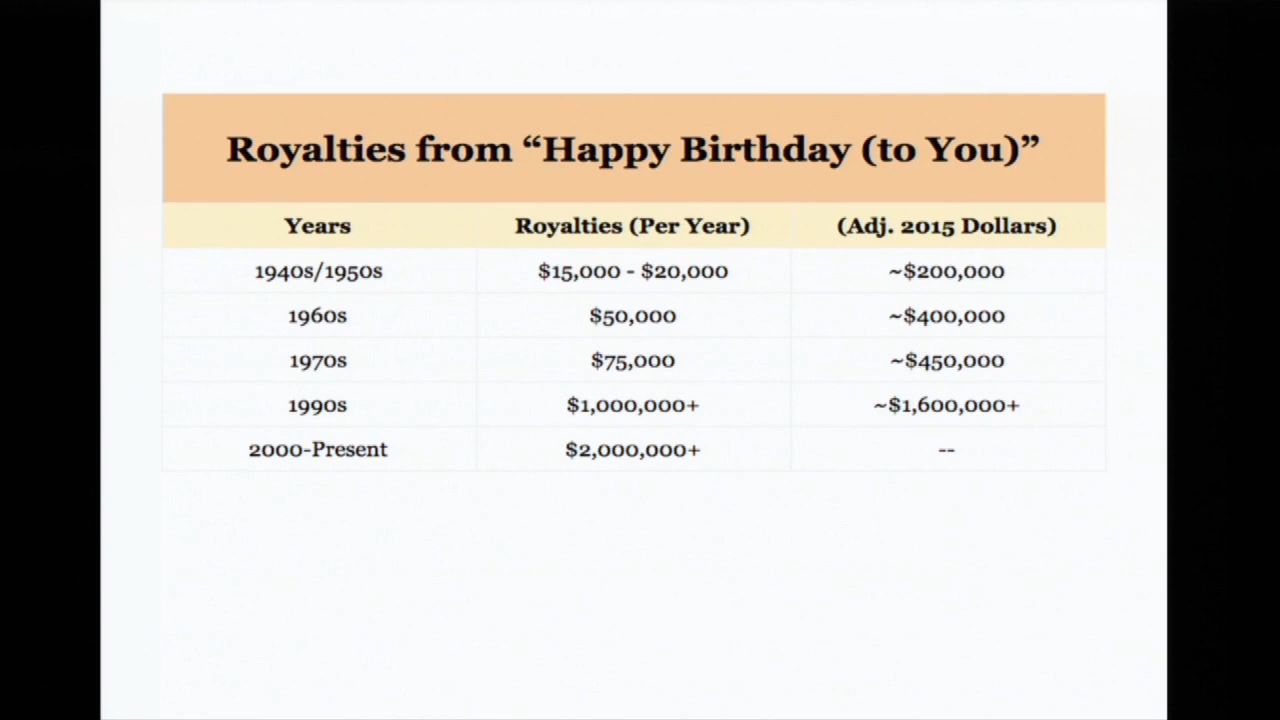 Royalties from “Happy Birthday (to You)”
Years Royalties (Per Year) (Adj. 2015 Dollars)
1940s/1950s $15,000 - $20,000 ~$200,000
1960s $50,000 ~$400,000
1970s $75,000 ~$450,000
1990s $1,000,000+ ~$1,600,000+
2000-Present $2,000,000+ --